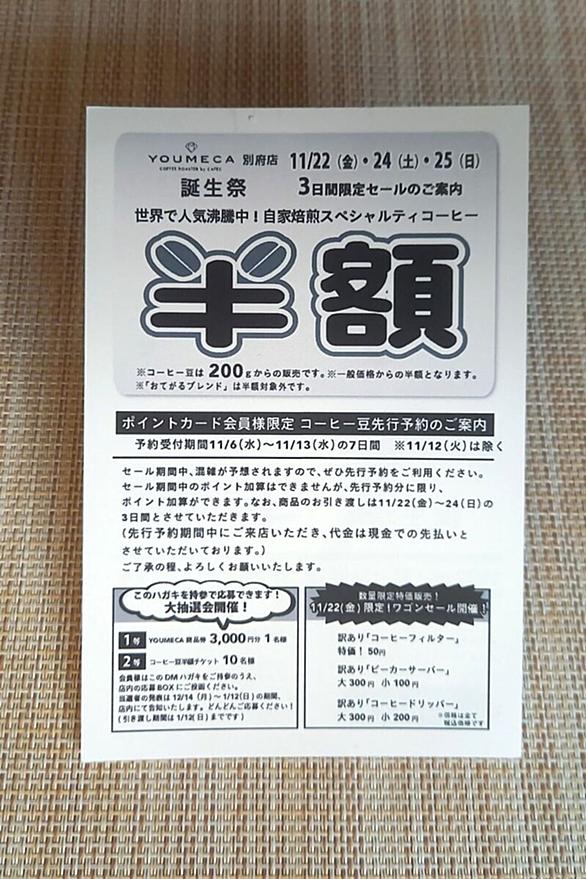 YOUMECA 別府店
COFFEE ROASTER by CAFEC
11/22（金）・24（土）・25（日）
誕生祭
3日間限定セールのご案内
世界で人気沸騰中！自家焙煎スペシャルティコーヒー
半額
※コーヒー豆は 200gからの販売です。※一般価格からの半額となります。
※「おてがるブレンド」は半額対象外です。
ポイントカード会員様限定 コーヒー豆先行予約のご案内
予約受付期間11/6(水)～11/13(水)の7日間 ※11/12(火)は除く
セール期間中、混雑が予想されますので、ぜひ先行予約をご利用ください。
セール期間中のポイント加算はできませんが、先行予約分に限り、
ポイント加算ができます。なお、商品のお引き渡しは11/22(金)～24(日)の
3日間とさせていただきます。
(先行予約期間中にご来店いただき、代金は現金での先払いと
させていただいております。)
ご了承の程、よろしくお願いいたします。
このハガキを持参で応募できます！
大抽選会開催！
1等 YOUMECA 商品券 3,000円分 1名様
2等 コーヒー豆半額チケット 10名様
会員様はこのDMハガキをご持参のうえ、
店内の応募BOXにご投函ください。
当選者の発表は12/14(月)～1/12(日)の期間、
店内にて告知いたします。どんどんご応募ください！
(引き渡し期間は1/12(日)までです)
数量限定特価販売！
11/22(金)限定！ワゴンセール開催！
訳あり「コーヒーフィルター」
特価！50円
訳あり「ビーカーサーバー」
大300円 小100円
訳あり「コーヒードリッパー」
大300円 小200円
※価格は全て
税込価格です